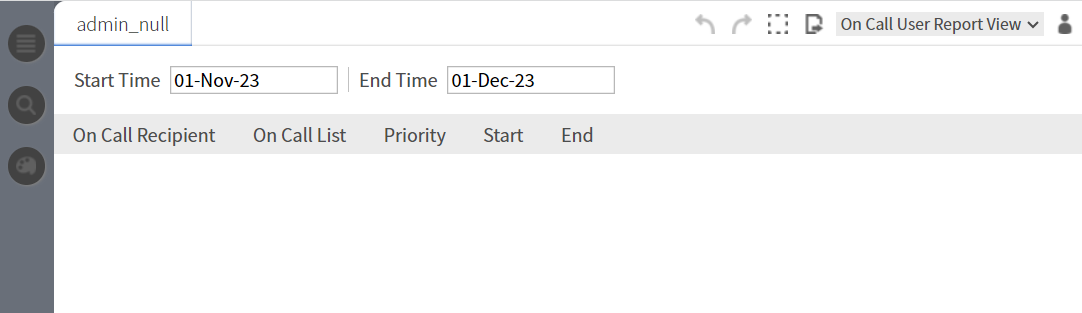 admin_null
On Call User Report View
Start Time 01-Nov-23 End Time 01-Dec-23
On Call Recipient On Call List Priority Start End